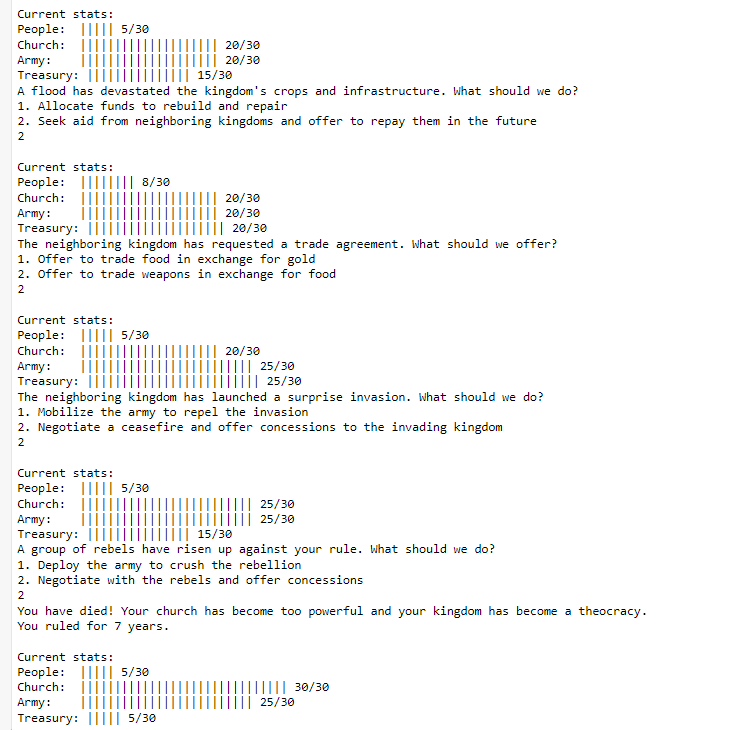 Current stats:
People:  ||||| 5/30
Church:  |||||||||||||||||||| 20/30
Army:    |||||||||||||||||||| 20/30
Treasury: ||||||||||||||| 15/30
A flood has devastated the kingdom's crops and infrastructure. What should we do?
1. Allocate funds to rebuild and repair
2. Seek aid from neighboring kingdoms and offer to repay them in the future
2

Current stats:
People:  |||||||| 8/30
Church:  |||||||||||||||||||| 20/30
Army:    |||||||||||||||||||| 20/30
Treasury: |||||||||||||||||||| 20/30
The neighboring kingdom has requested a trade agreement. What should we offer?
1. Offer to trade food in exchange for gold
2. Offer to trade weapons in exchange for food
2

Current stats:
People:  ||||| 5/30
Church:  |||||||||||||||||||| 20/30
Army:    ||||||||||||||||||||||||| 25/30
Treasury: ||||||||||||||||||||||||| 25/30
The neighboring kingdom has launched a surprise invasion. What should we do?
1. Mobilize the army to repel the invasion
2. Negotiate a ceasefire and offer concessions to the invading kingdom
2

Current stats:
People:  ||||| 5/30
Church:  ||||||||||||||||||||||||| 25/30
Army:    ||||||||||||||||||||||||| 25/30
Treasury: ||||||||||||||| 15/30
A group of rebels have risen up against your rule. What should we do?
1. Deploy the army to crush the rebellion
2. Negotiate with the rebels and offer concessions
2
You have died! Your church has become too powerful and your kingdom has become a theocracy.
You ruled for 7 years.

Current stats:
People:  ||||| 5/30
Church:  |||||||||||||||||||||||||||||| 30/30
Army:    ||||||||||||||||||||||||| 25/30
Treasury: ||||| 5/30